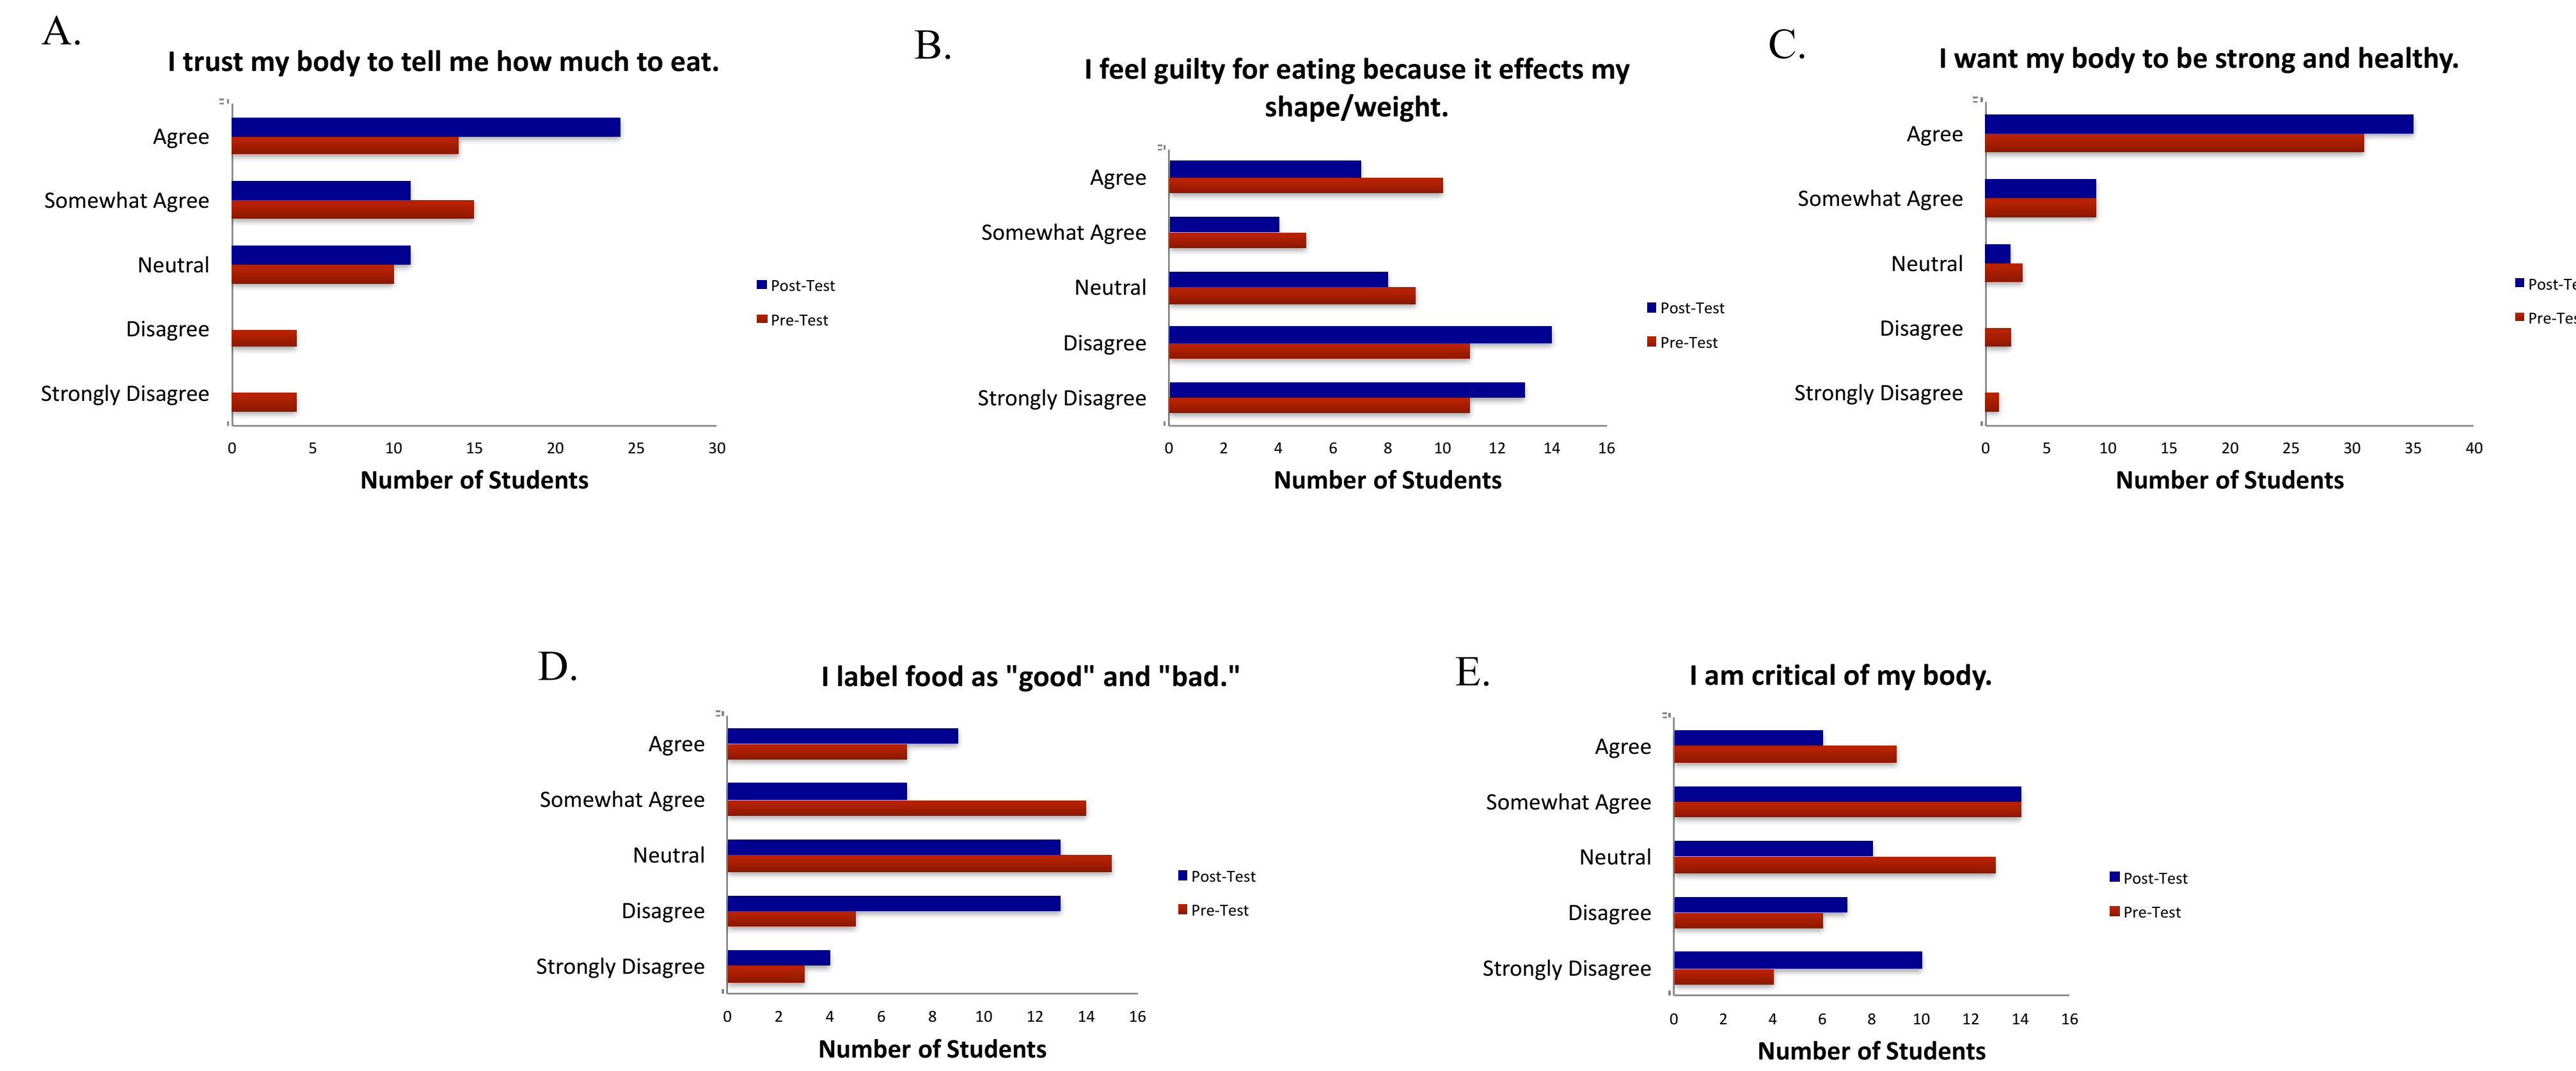 A.
I trust my body to tell me how much to eat.
Agree
Somewhat Agree
Neutral
Disagree
Strongly Disagree
0 5 10 15 20 25 30
Number of Students
Post-Test
Pre-Test
B.
I feel guilty for eating because it effects my
shape/weight.
Agree
Somewhat Agree
Neutral
Disagree
Strongly Disagree
0 2 4 6 8 10 12 14 16
Number of Students
Post-Test
Pre-Test
C.
I want my body to be strong and healthy.
Agree
Somewhat Agree
Neutral
Disagree
Strongly Disagree
0 5 10 15 20 25 30 35 40
Number of Students
Post-Te
Pre-Tes
D.
I label food as "good" and "bad."
Agree
Somewhat Agree
Neutral
Disagree
Strongly Disagree
0 2 4 6 8 10 12 14 16
Number of Students
Post-Test
Pre-Test
E.
I am critical of my body.
Agree
Somewhat Agree
Neutral
Disagree
Strongly Disagree
0 2 4 6 8 10 12 14 16
Number of Students
Post-Test
Pre-Test